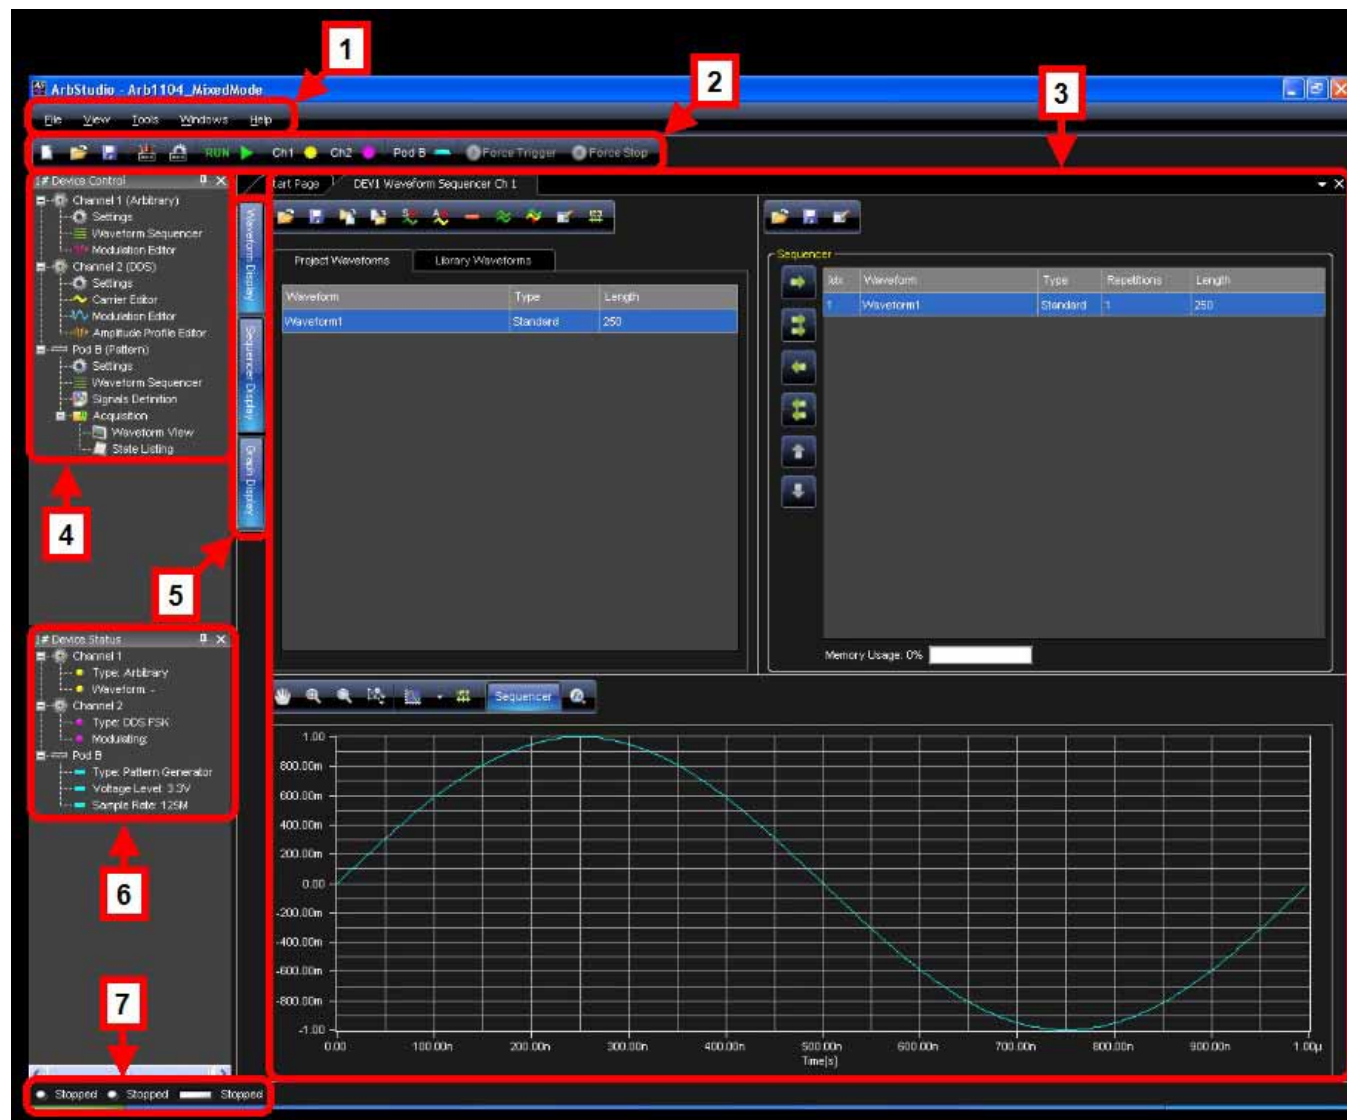 1
2
3
ArbStudio - Arb1104_MixedMode
File View Tools Windows Help
RUN Ch1 Ch2 Pod B Force Trigger Force Stop
1# Device Control
Channel 1 (Arbitrary)
Settings
Waveform Sequencer
Modulation Editor
Channel 2 (DDS)
Settings
Carrier Editor
Modulation Editor
Amplitude Profile Editor
Pod B (Pattern)
Settings
Waveform Sequencer
Signals Definition
Acquisition
Waveform View
State Listing
4
5
Waveform Display
Sequencer Display
Graph Display
tart Page DEV1 Waveform Sequencer Ch 1
Project Waveforms Library Waveforms
Waveform Type Length
Waveform1 Standard 250
Sequencer
Idx Waveform Type Repetitions Length
1 Waveform1 Standard 1 250
Memory Usage: 0%
1# Device Status
Channel 1
Type: Arbitrary
Waveform: -
Channel 2
Type: DDS FSK
Modulating:
Pod B
Type: Pattern Generator
Voltage Level: 3.3V
Sample Rate: 125M
6
7
Sequencer
1.00
800.00m
600.00m
400.00m
200.00m
0.00
-200.00m
-400.00m
-600.00m
-800.00m
-1.00
0.00 100.00n 200.00n 300.00n 400.00n 500.00n 600.00n 700.00n 800.00n 900.00n 1.00µ
Time[s]
Stopped Stopped Stopped